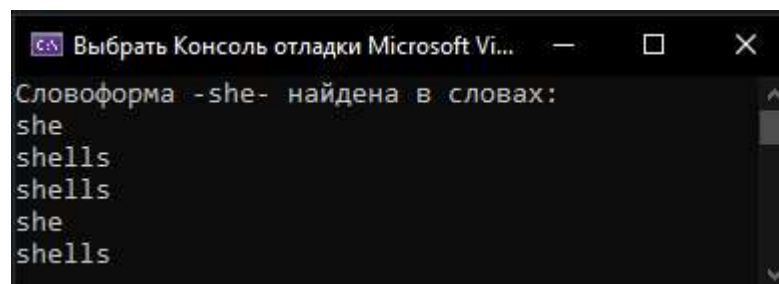 Выбрать Консоль отладки Microsoft Vi...
Словоформа -she- найдена в словах:
she
shells
shells
she
shells